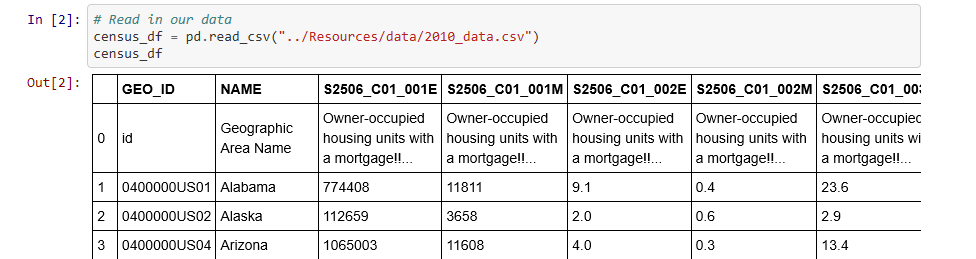 In [2]: # Read in our data
census_df = pd.read_csv("../Resources/data/2010_data.csv")
census_df
Out[2]:
GEO_ID NAME S2506_C01_001E S2506_C01_001M S2506_C01_002E S2506_C01_002M S2506_C01_003
0 id Geographic Area Name Owner-occupied housing units with a mortgage!!... Owner-occupied housing units with a mortgage!!... Owner-occupied housing units with a mortgage!!... Owner-occupied housing units with a mortgage!!... Owner-occupied housing units wi a mortgage!!...
1 0400000US01 Alabama 774408 11811 9.1 0.4 23.6
2 0400000US02 Alaska 112659 3658 2.0 0.6 2.9
3 0400000US04 Arizona 1065003 11608 4.0 0.3 13.4